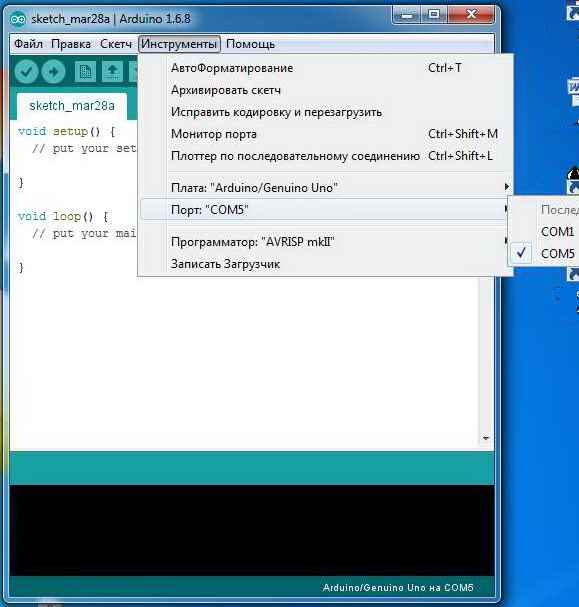 sketch_mar28a | Arduino 1.6.8
Файл Правка Скетч Инструменты Помощь
sketch_mar28a
void setup() {
// put your set
}
void loop() {
// put your mai
}
АвтоФорматирование Ctrl+T
Архивировать скетч
Исправить кодировку и перезагрузить
Монитор порта Ctrl+Shift+M
Плоттер по последовательному соединению Ctrl+Shift+L
Плата: "Arduino/Genuino Uno"
Порт: "COM5"
Программатор: "AVRISP mkII"
Записать Загрузчик
Послед
COM1
COM5
Arduino/Genuino Uno на COM5